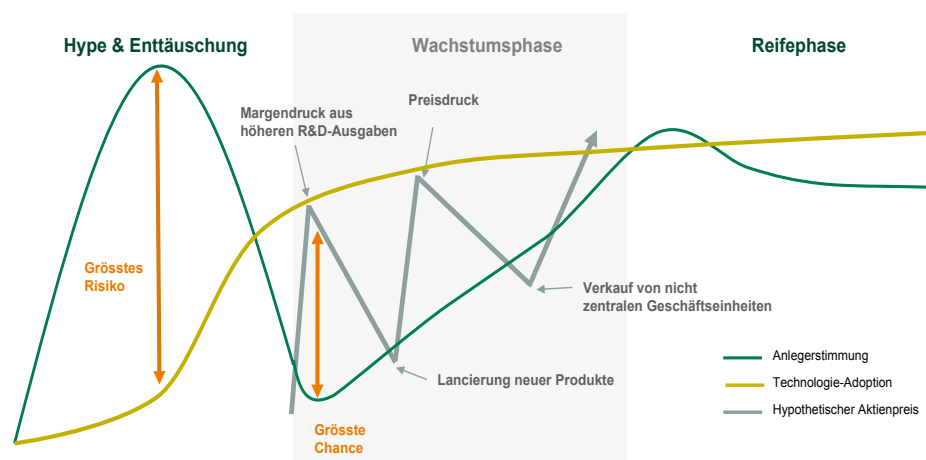 Hype & Enttäuschung
Wachstumsphase
Reifephase
Margendruck aus
höheren R&D-Ausgaben
Preisdruck
Grösstes
Risiko
Verkauf von nicht
zentralen Geschäftseinheiten
Lancierung neuer Produkte
Grösste
Chance
Anlegerstimmung
Technologie-Adoption
Hypothetischer Aktienpreis